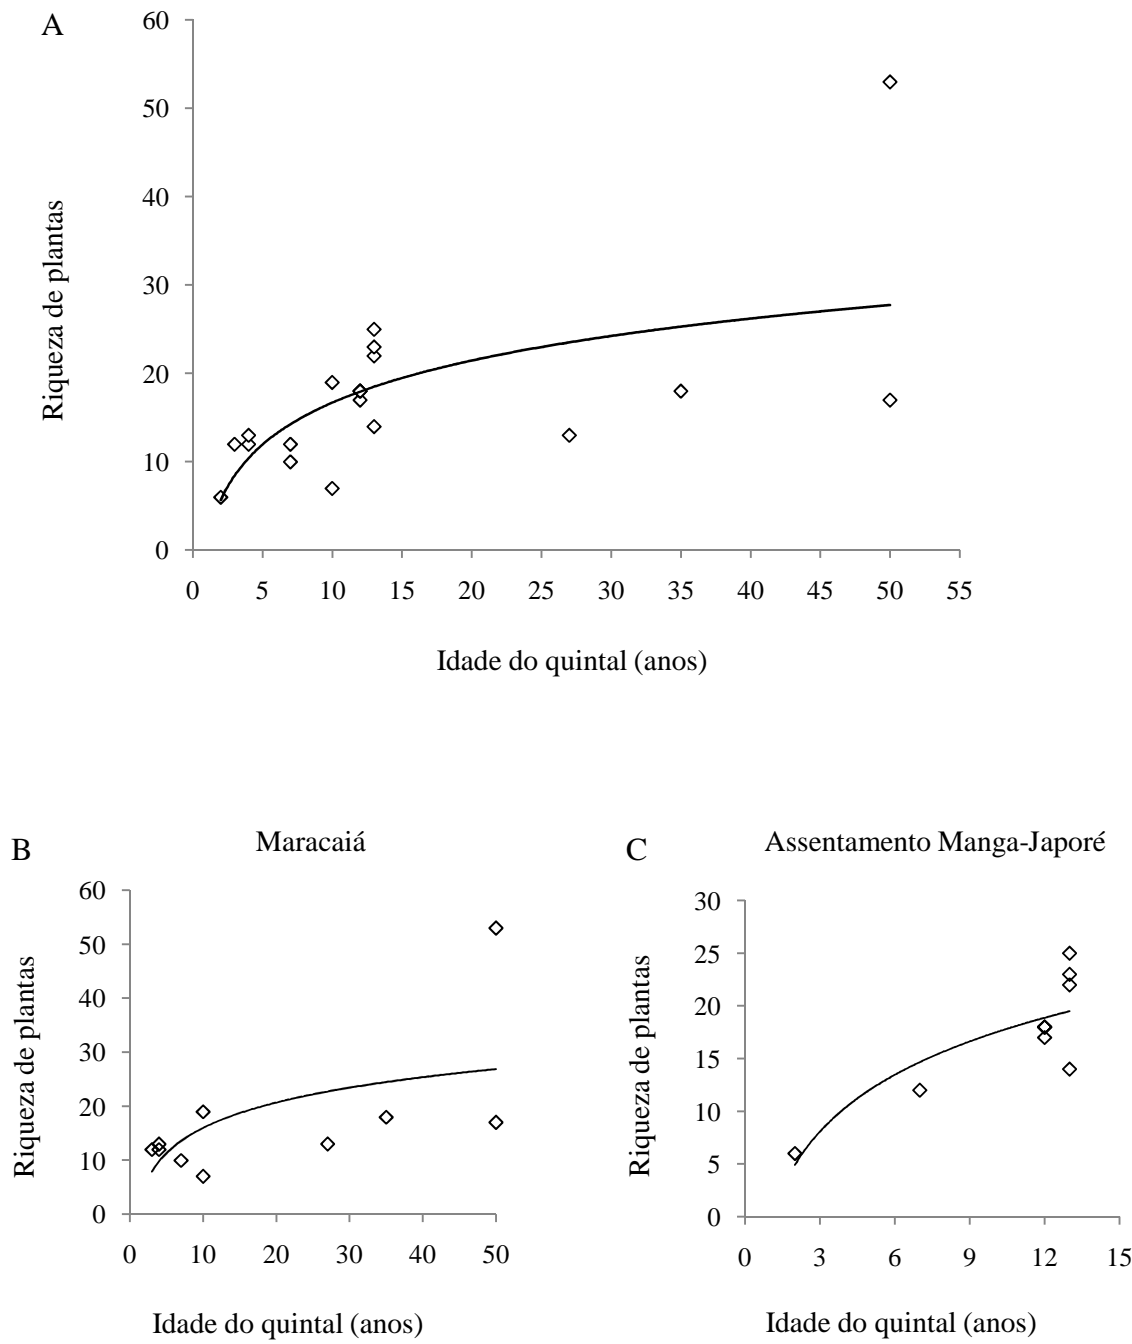 A
60
50
40
30
20
10
0
Riqueza de plantas
0 5 10 15 20 25 30 35 40 45 50 55
Idade do quintal (anos)
B Maracaiá
60
50
40
30
20
10
0
Riqueza de plantas
0 10 20 30 40 50
Idade do quintal (anos)
C Assentamento Manga-Japoré
30
25
20
15
10
5
0
Riqueza de plantas
0 3 6 9 12 15
Idade do quintal (anos)